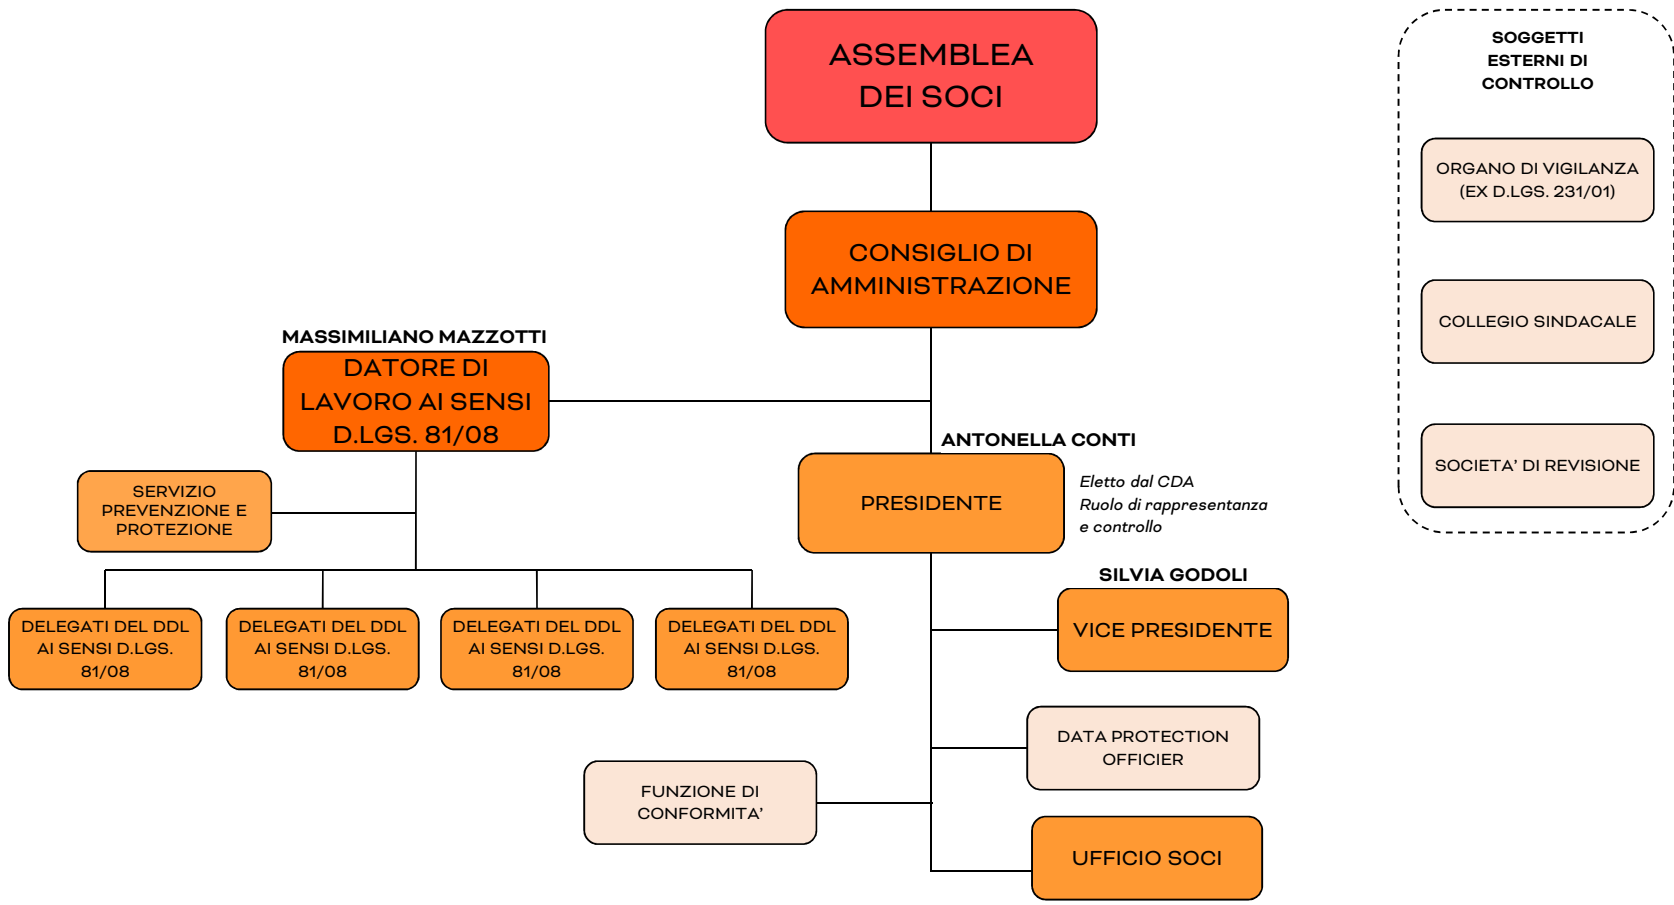 ASSEMBLEA
DEI SOCI
SOGGETTI
ESTERNI DI
CONTROLLO
ORGANO DI VIGILANZA
(EX D.LGS. 231/01)
COLLEGIO SINDACALE
SOCIETA' DI REVISIONE
CONSIGLIO DI
AMMINISTRAZIONE
MASSIMILIANO MAZZOTTI
DATORE DI
LAVORO AI SENSI
D.LGS. 81/08
ANTONELLA CONTI
PRESIDENTE
Eletto dal CDA
Ruolo di rappresentanza
e controllo
SERVIZIO
PREVENZIONE E
PROTEZIONE
DELEGATI DEL DDL
AI SENSI D.LGS.
81/08
DELEGATI DEL DDL
AI SENSI D.LGS.
81/08
DELEGATI DEL DDL
AI SENSI D.LGS.
81/08
DELEGATI DEL DDL
AI SENSI D.LGS.
81/08
SILVIA GODOLI
VICE PRESIDENTE
DATA PROTECTION
OFFICIER
FUNZIONE DI
CONFORMITA'
UFFICIO SOCI